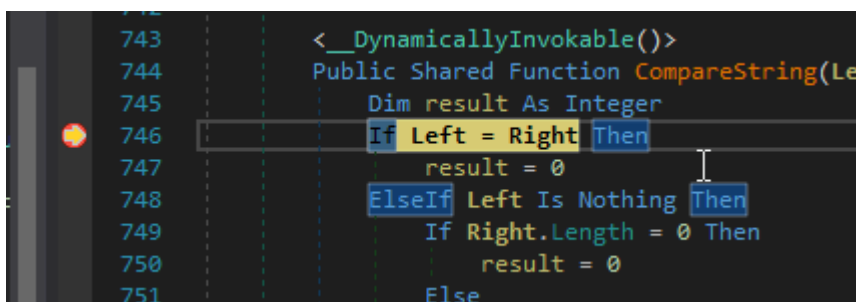 743 <__DynamicallyInvokable()>
744 Public Shared Function CompareString(Le
745 Dim result As Integer
746 If Left = Right Then
747 result = 0
748 ElseIf Left Is Nothing Then
749 If Right.Length = 0 Then
750 result = 0
751 Else